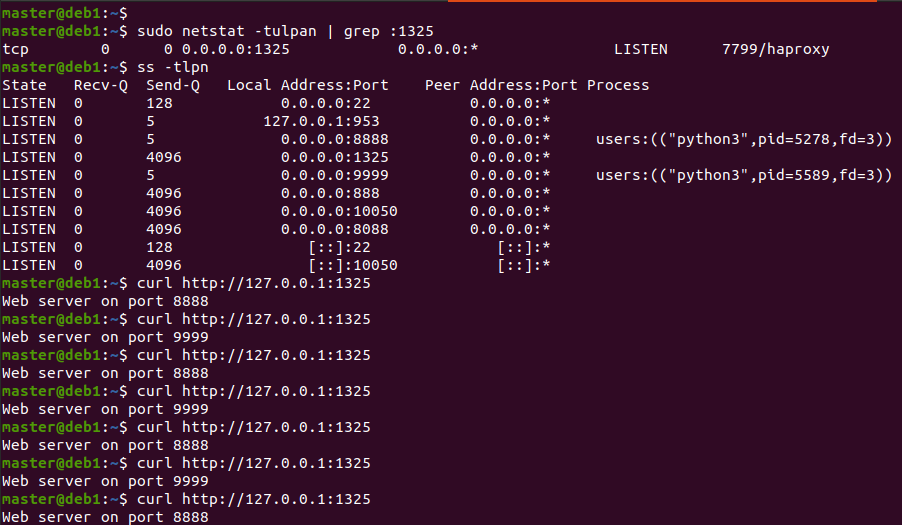 master@deb1:~$
master@deb1:~$ sudo netstat -tulpan | grep :1325
tcp        0      0 0.0.0.0:1325            0.0.0.0:*               LISTEN      7799/haproxy
master@deb1:~$ ss -tlpn
State   Recv-Q  Send-Q   Local Address:Port    Peer Address:Port Process
LISTEN  0       128            0.0.0.0:22           0.0.0.0:*
LISTEN  0       5            127.0.0.1:953          0.0.0.0:*
LISTEN  0       5              0.0.0.0:8888         0.0.0.0:*     users:(("python3",pid=5278,fd=3))
LISTEN  0       4096           0.0.0.0:1325         0.0.0.0:*
LISTEN  0       5              0.0.0.0:9999         0.0.0.0:*     users:(("python3",pid=5589,fd=3))
LISTEN  0       4096           0.0.0.0:888          0.0.0.0:*
LISTEN  0       4096           0.0.0.0:10050        0.0.0.0:*
LISTEN  0       4096           0.0.0.0:8088         0.0.0.0:*
LISTEN  0       128               [::]:22              [::]:*
LISTEN  0       4096              [::]:10050           [::]:*
master@deb1:~$ curl http://127.0.0.1:1325
Web server on port 8888
master@deb1:~$ curl http://127.0.0.1:1325
Web server on port 9999
master@deb1:~$ curl http://127.0.0.1:1325
Web server on port 8888
master@deb1:~$ curl http://127.0.0.1:1325
Web server on port 9999
master@deb1:~$ curl http://127.0.0.1:1325
Web server on port 8888
master@deb1:~$ curl http://127.0.0.1:1325
Web server on port 9999
master@deb1:~$ curl http://127.0.0.1:1325
Web server on port 8888